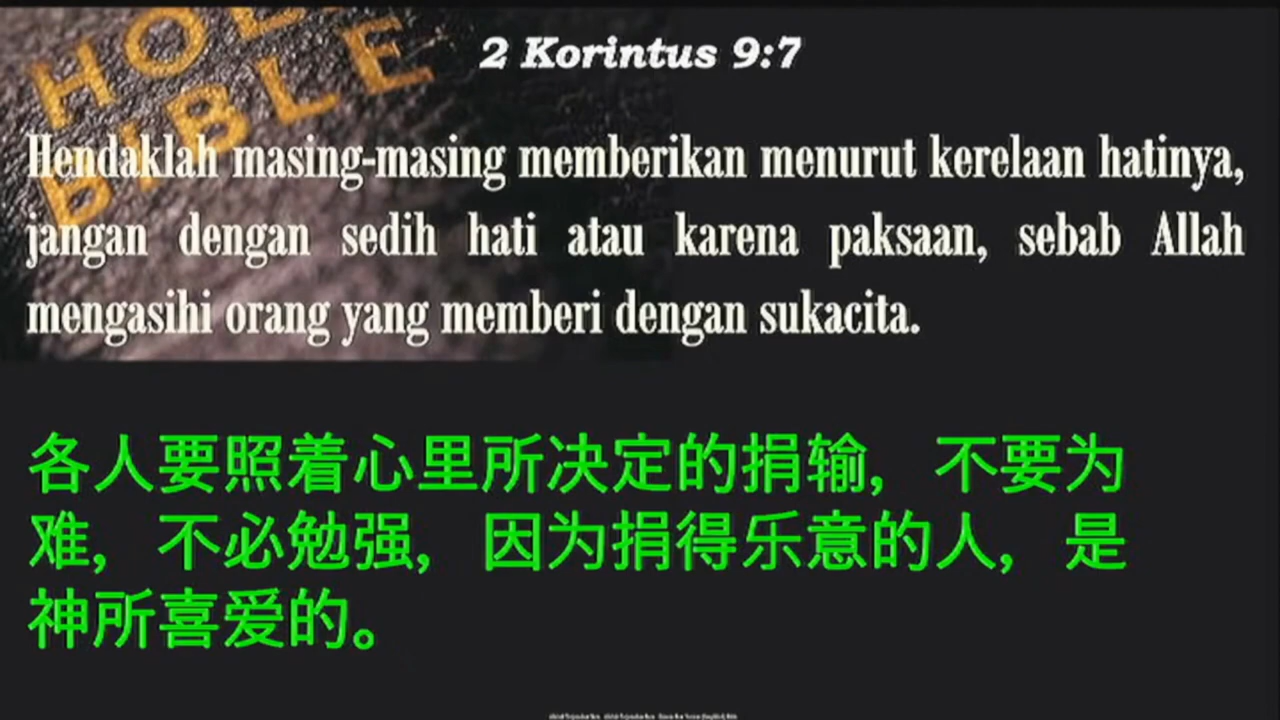 HOLY
BIBLE
2 Korintus 9:7
Hendaklah masing-masing memberikan menurut kerelaan hatinya,
jangan dengan sedih hati atau karena paksaan, sebab Allah
mengasihi orang yang memberi dengan sukacita.
各人要照着心里所决定的捐输, 不要为
难, 不必勉强, 因为捐得乐意的人, 是
神所喜爱的。